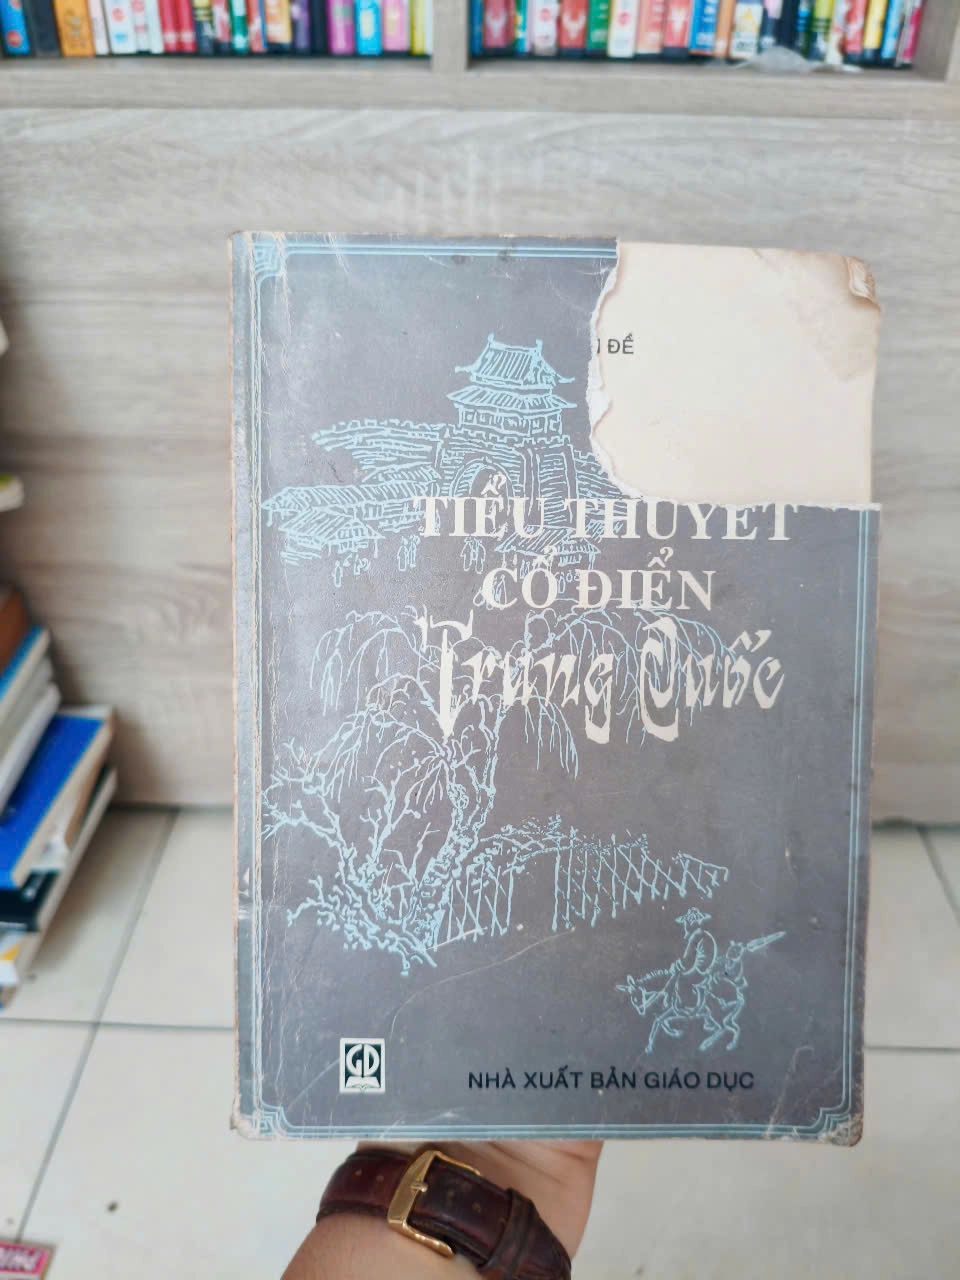 ĐỀ
TIỂU THUYẾT
CỔ ĐIỂN
Trung Quốc
GD
NHÀ XUẤT BẢN GIÁO DỤC